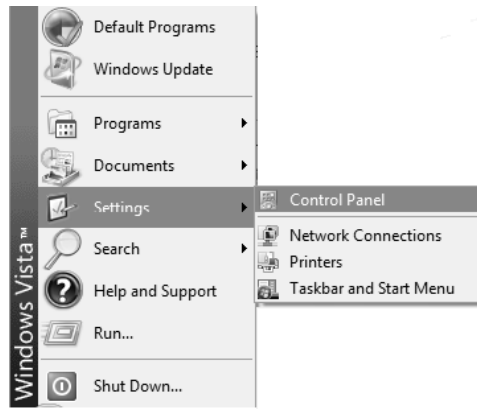 Default Programs
Windows Update
Programs
Documents
Settings
Search
Help and Support
Run...
Shut Down...
Control Panel
Network Connections
Printers
Taskbar and Start Menu
Windows Vista™